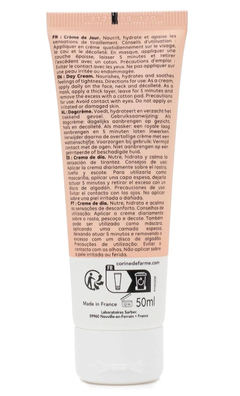 FR : Crème de Jour. Nourrit, hydrate et apaise les
sensations de tiraillement. Conseils d'utilisation :
Appliquer en crème quotidiennement sur le visage,
le cou et le décolleté. En masque, appliquer une
couche épaisse, laisser 5 minutes et retirer
l'excédent avec un coton. Précautions d'emploi :
Éviter le contact avec les yeux. Ne pas appliquer sur
une peau irritée ou endommagée.
EN : Day Cream. Nourishes, hydrates and soothes
feelings of tightness. Directions for use: As a cream,
apply daily on the face, neck and décolleté. As a
mask, apply a thick layer, leave for 5 minutes and
remove the excess with a cotton pad. Precautions
for use: Avoid contact with eyes. Do not apply on
irritated or damaged skin.
NL : Dagcrème. Voedt, hydrateert en verzacht het
trekkend gevoel. Gebruiksaanwijzing: Als
dagcrème: dagelijks aanbrengen op gezicht,
hals en decolleté. Als masker: een royale laag
aanbrengen en 5 minuten laten inwerken.
Verwijder daarna de overtollige crème met een
wattenschijfje. Voorzorgen bij gebruik: Vermijd
contact met de ogen. Niet aanbrengen op een
geïrriteerde of beschadigde huid.
ES : Crema de día. Nutre, hidrata y calma la
sensación de tirantez. Consejos de uso:
Aplicar la crema diariamente sobre el rostro,
cuello y escote. Para utilizarla como
mascarilla, aplicar una capa espesa, dejarla
actuar 5 minutos y retirar el exceso con un
disco de algodón. Precauciones de uso:
Evitar el contacto con los ojos. No aplicar
sobre una piel irritada o dañada.
PT : Creme de dia. Nutre, hidrata e acalma
as sensações de desconforto. Conselhos de
utilização: Aplicar o creme diariamente
sobre o rosto, pescoço e decote. Também
pode ser utilizado como máscara,
aplicando uma camada espessa,
deixando atuar 5 minutos e removendo o
excesso com um disco de algodão.
Precauções de utilização: Evitar o
contacto com os olhos. Não aplicar sobre
a pele irritada ou ferida.
corinedefarme.com
FR
Made in France
50ml
Laboratoires Sarbec
59960 Neuville-en-Ferrain • France